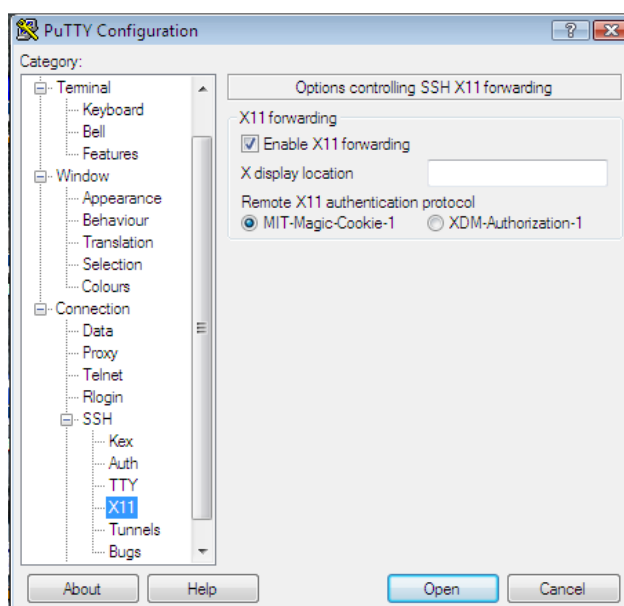 PuTTY Configuration
Category:
Terminal
Keyboard
Bell
Features
Window
Appearance
Behaviour
Translation
Selection
Colours
Connection
Data
Proxy
Telnet
Rlogin
SSH
Kex
Auth
TTY
X11
Tunnels
Bugs
Options controlling SSH X11 forwarding
X11 forwarding
Enable X11 forwarding
X display location
Remote X11 authentication protocol
MIT-Magic-Cookie-1 XDM-Authorization-1
About Help Open Cancel